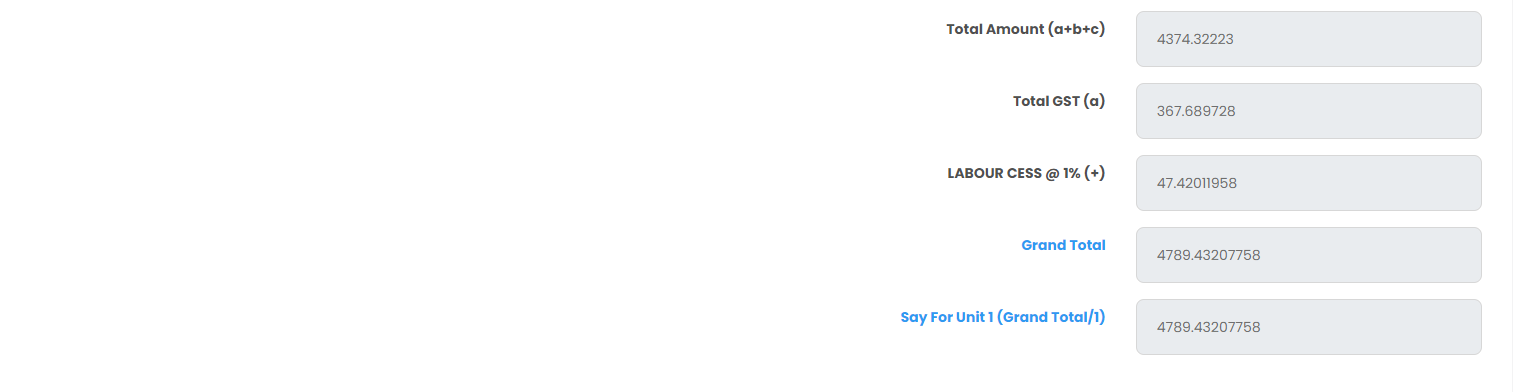 Total Amount (a+b+c)
4374.32223
Total GST (a)
367.689728
LABOUR CESS @ 1% (+)
47.42011958
Grand Total
4789.43207758
Say For Unit 1 (Grand Total/1)
4789.43207758